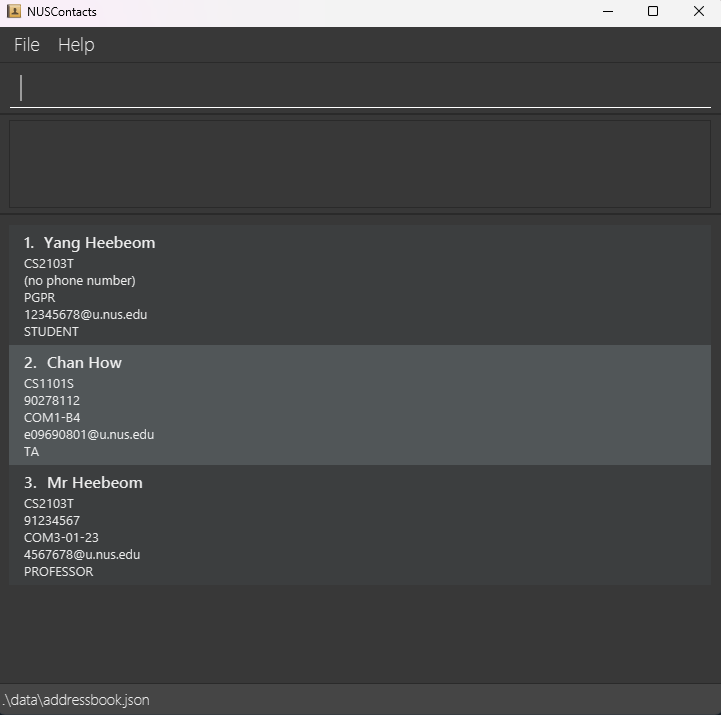 NUSContacts
File Help
1. Yang Heebeom
CS2103T
(no phone number)
PGPR
12345678@u.nus.edu
STUDENT
2. Chan How
CS1101S
90278112
COM1-B4
e09690801@u.nus.edu
TA
3. Mr Heebeom
CS2103T
91234567
COM3-01-23
4567678@u.nus.edu
PROFESSOR
.\data\addressbook.json